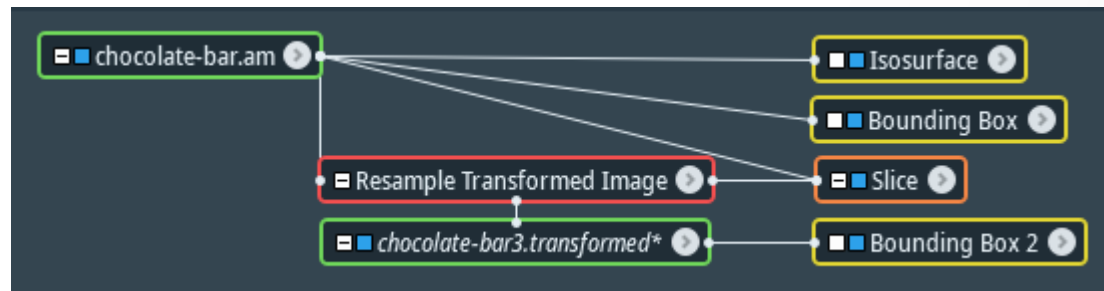 chocolate-bar.am
Isosurface
Bounding Box
Resample Transformed Image
Slice
chocolate-bar3.transformed*
Bounding Box 2